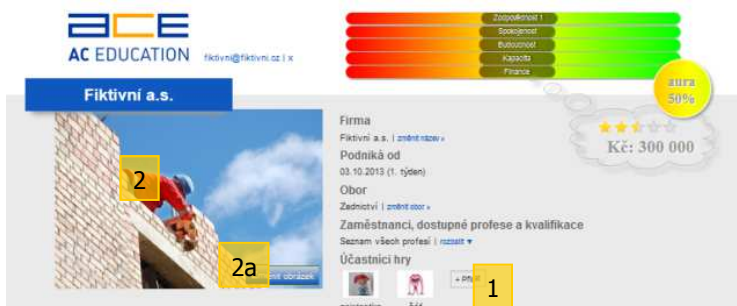 ace
AC EDUCATION
fiktivni@fiktivni.cz | x
Zodpovědnost 1
Spokojenost
Budoucnost
Kapacita
Finance
aura
50%
Kč: 300 000
Fiktivní a.s.
Firma
Fiktivní a.s. | změnit název »
Podniká od
03.10.2013 (1. týden)
Obor
Zednictví | změnit obor »
Zaměstnanci, dostupné profese a kvalifikace
Seznam všech profesí | rozbalit ▼
Účastníci hry
2
2a
obrázek
1